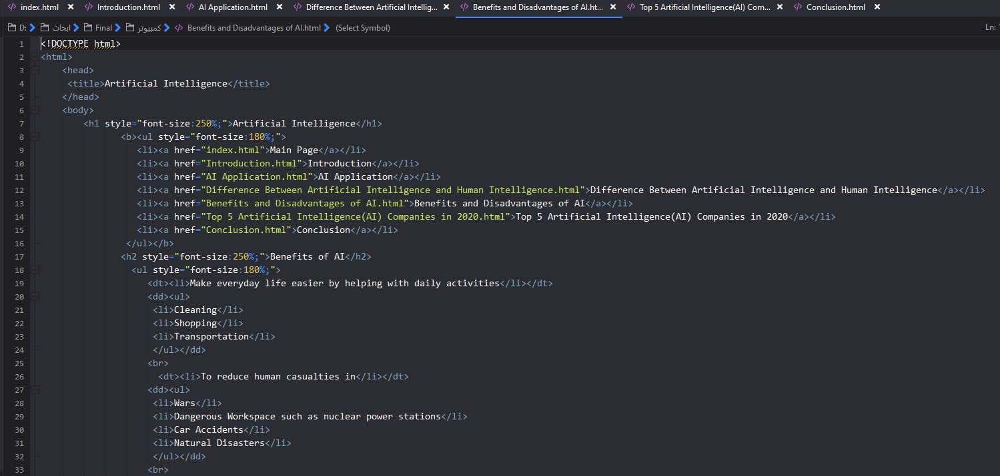 index.html Introduction.html AI Application.html Difference Between Artificial Intellig... Benefits and Disadvantages of AI.ht... Top 5 Artificial Intelligence(AI) Com... Conclusion.html
D: ابحاث Final كمبيوتر Benefits and Disadvantages of AI.html (Select Symbol) Ln:
1 <!DOCTYPE html>
2 <html>
3 <head>
4 <title>Artificial Intelligence</title>
5 </head>
6 <body>
7 <h1 style="font-size:250%;">Artificial Intelligence</h1>
8 <b><ul style="font-size:180%;">
9 <li><a href="index.html">Main Page</a></li>
10 <li><a href="Introduction.html">Introduction</a></li>
11 <li><a href="AI Application.html">AI Application</a></li>
12 <li><a href="Difference Between Artificial Intelligence and Human Intelligence.html">Difference Between Artificial Intelligence and Human Intelligence</a></li>
13 <li><a href="Benefits and Disadvantages of AI.html">Benefits and Disadvantages of AI</a></li>
14 <li><a href="Top 5 Artificial Intelligence(AI) Companies in 2020.html">Top 5 Artificial Intelligence(AI) Companies in 2020</a></li>
15 <li><a href="Conclusion.html">Conclusion</a></li>
16 </ul></b>
17 <h2 style="font-size:250%;">Benefits of AI</h2>
18 <ul style="font-size:180%;">
19 <dt><li>Make everyday life easier by helping with daily activities</li></dt>
20 <dd><ul>
21 <li>Cleaning</li>
22 <li>Shopping</li>
23 <li>Transportation</li>
24 </ul></dd>
25 <br>
26 <dt><li>To reduce human casualties in</li></dt>
27 <dd><ul>
28 <li>Wars</li>
29 <li>Dangerous Workspace such as nuclear power stations</li>
30 <li>Car Accidents</li>
31 <li>Natural Disasters</li>
32 </ul></dd>
33 <br>